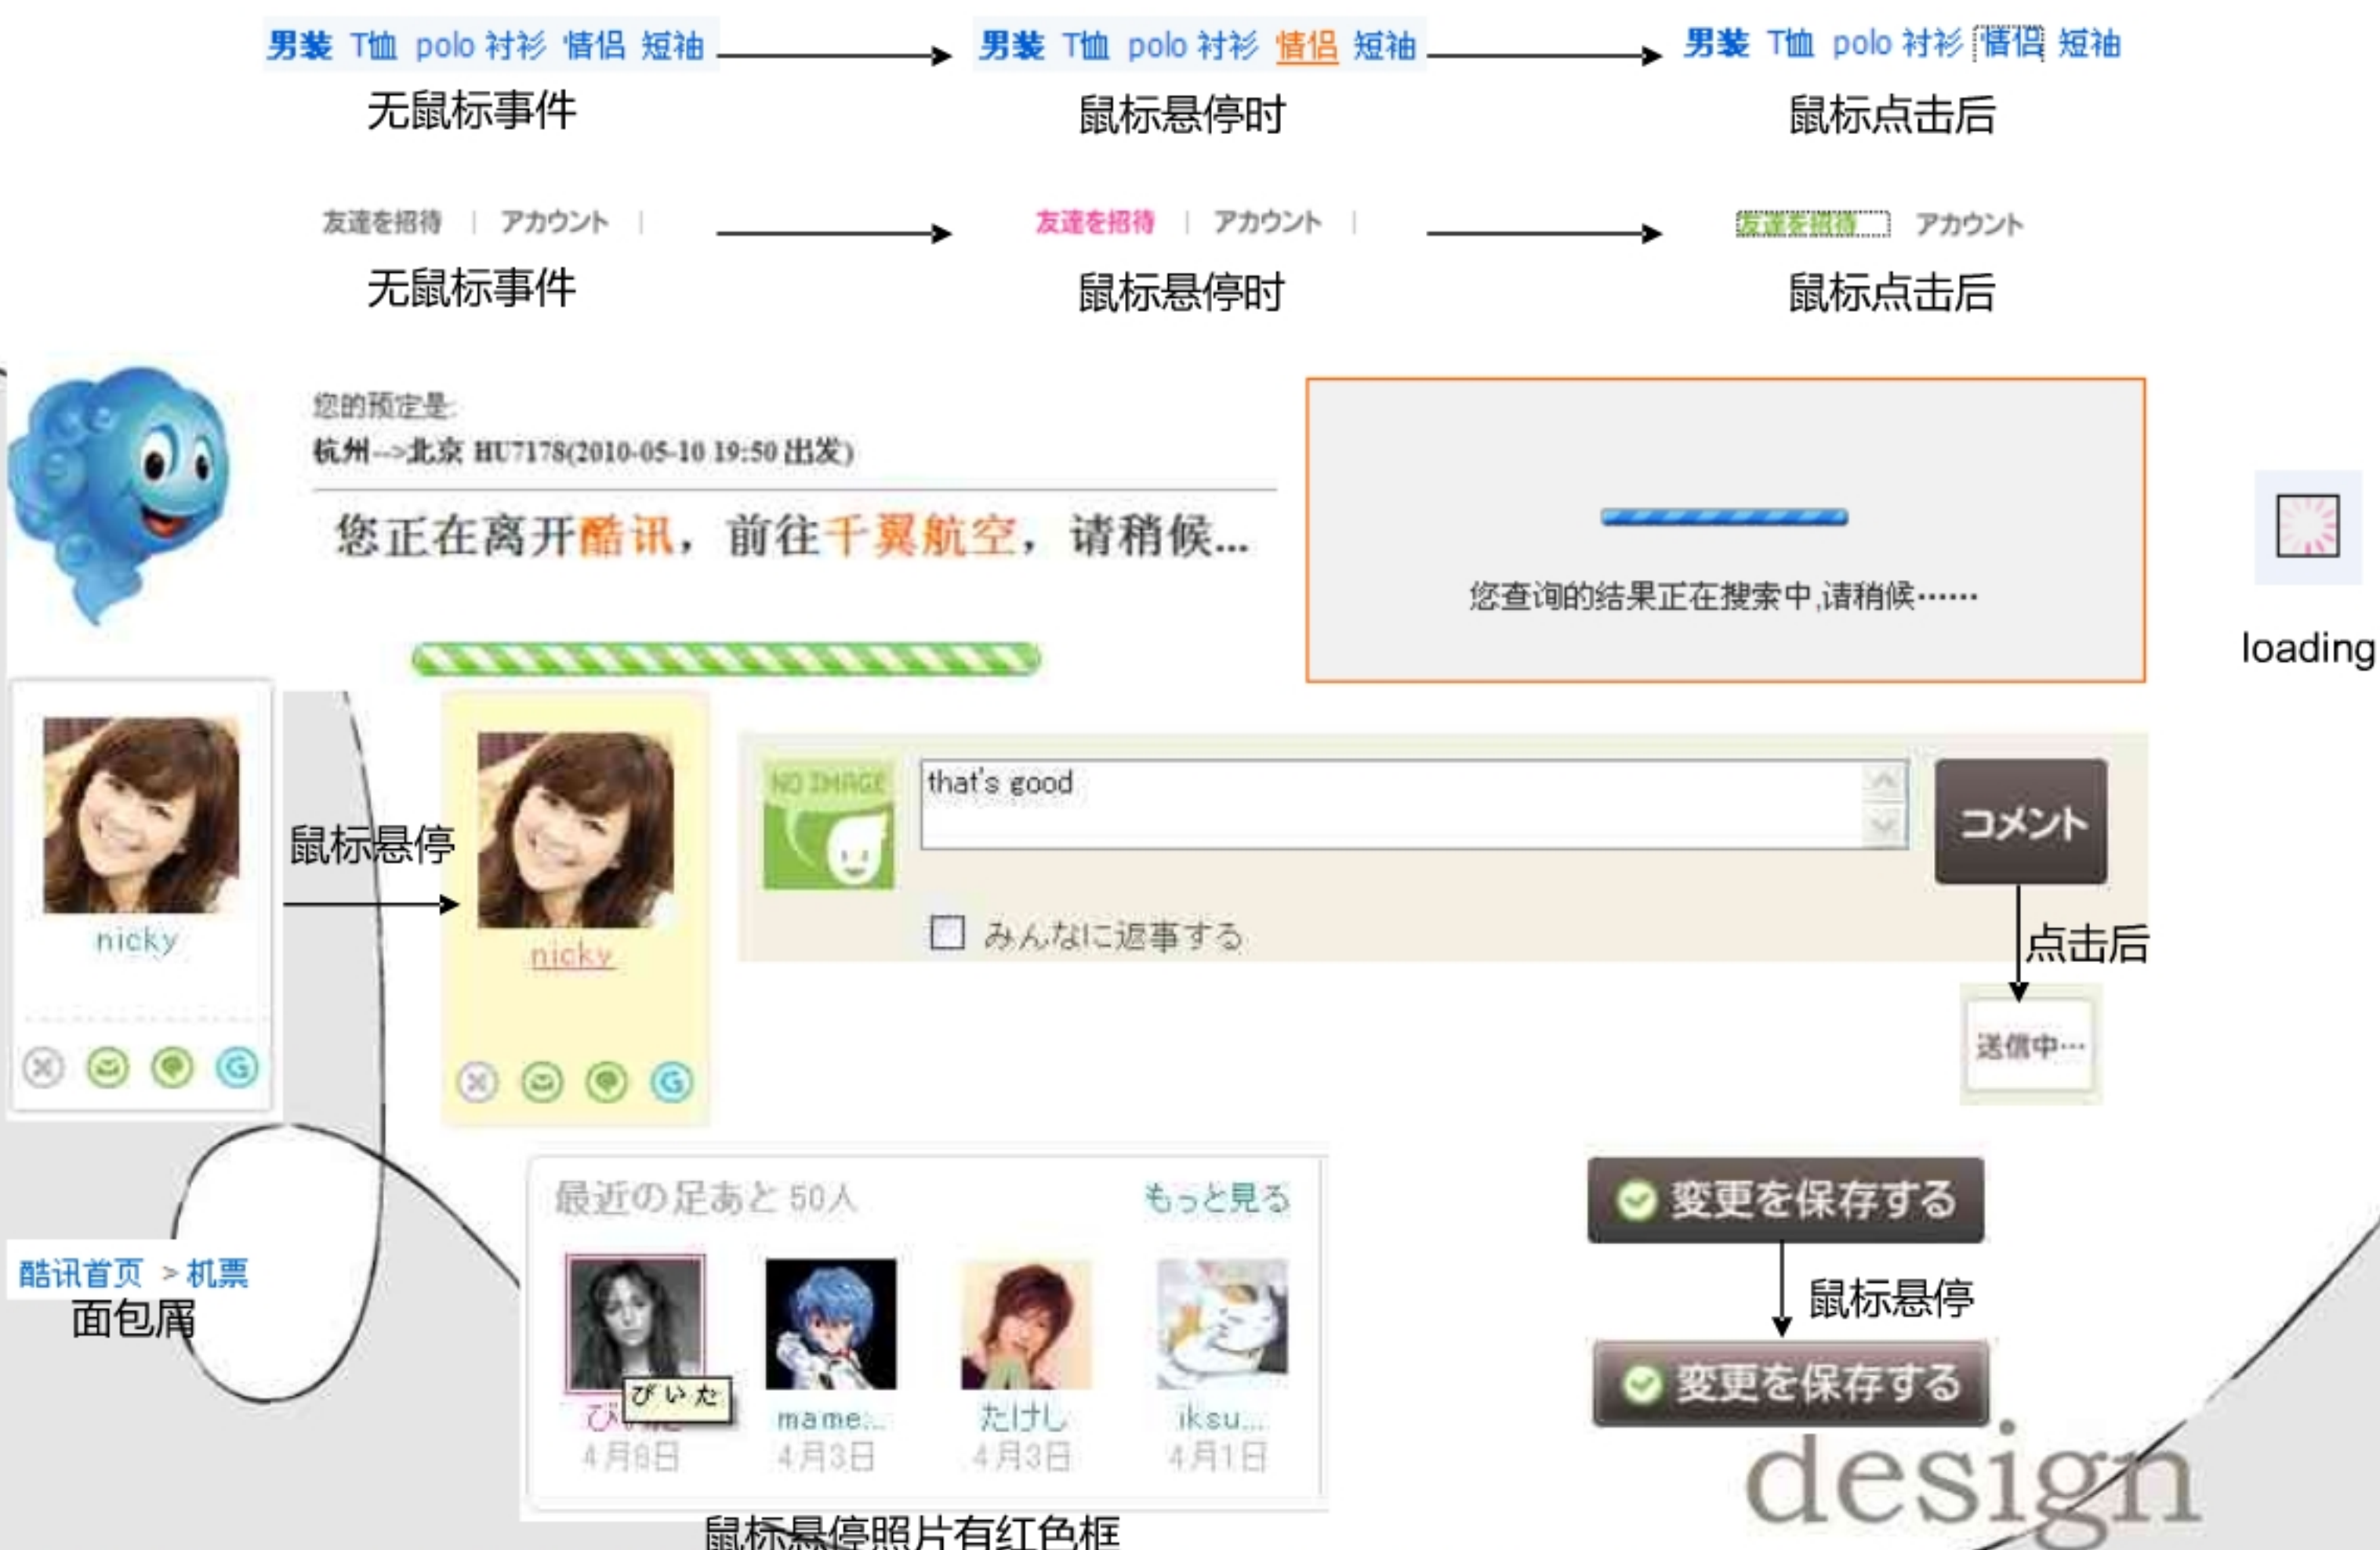 男装 T恤 polo 衬衫 情侣 短袖
男装 T恤 polo 衬衫 情侣 短袖
男装 T恤 polo 衬衫 情侣 短袖
无鼠标事件
鼠标悬停时
鼠标点击后
友達を招待 | アカウント |
友達を招待 | アカウント |
友達を招待 アカウント
无鼠标事件
鼠标悬停时
鼠标点击后
您的预定是:
杭州-->北京 HU7178(2010-05-10 19:50 出发)
您正在离开酷讯，前往千翼航空，请稍候...
您查询的结果正在搜索中,请稍候……
loading
nicky
鼠标悬停
nicky
NO IMAGE
that's good
コメント
みんなに返事する
点击后
送信中…
最近の足あと 50人 もっと見る
びいた
mame... たけし iksu...
4月8日 4月3日 4月3日 4月1日
鼠标悬停照片有红色框
酷讯首页 > 机票
面包屑
変更を保存する
鼠标悬停
変更を保存する
design